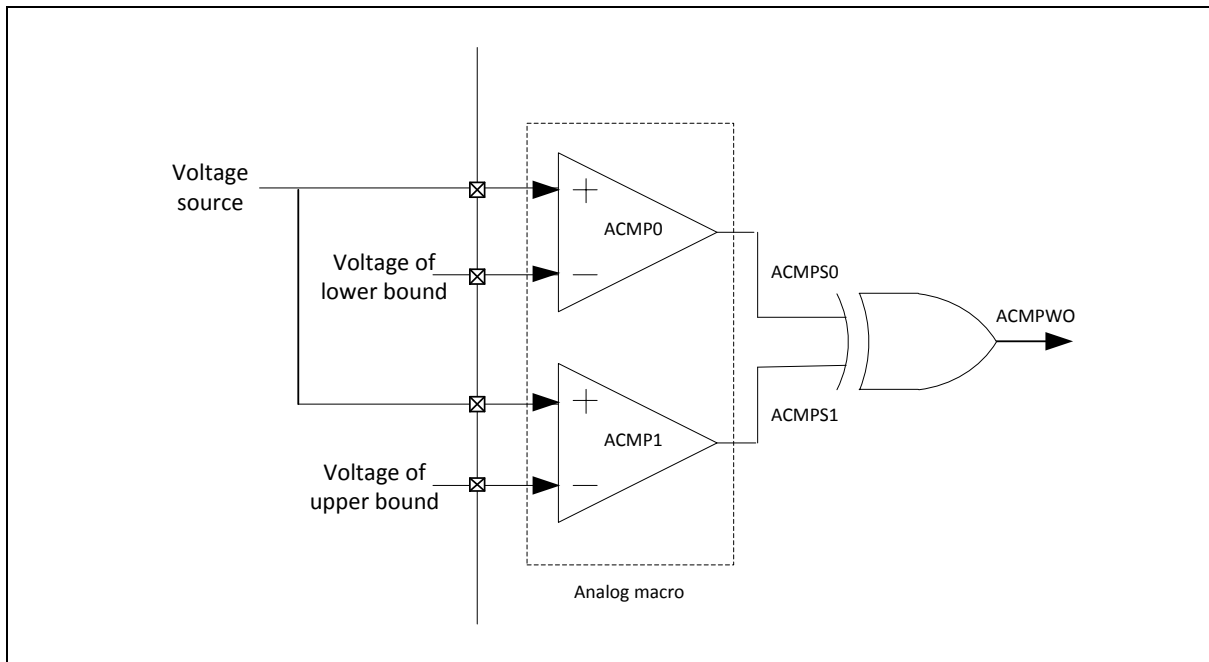 Voltage
source
+
ACMP0
Voltage of
lower bound
−
ACMPS0
ACMPWO
+
ACMP1
ACMPS1
Voltage of
upper bound
−
Analog macro